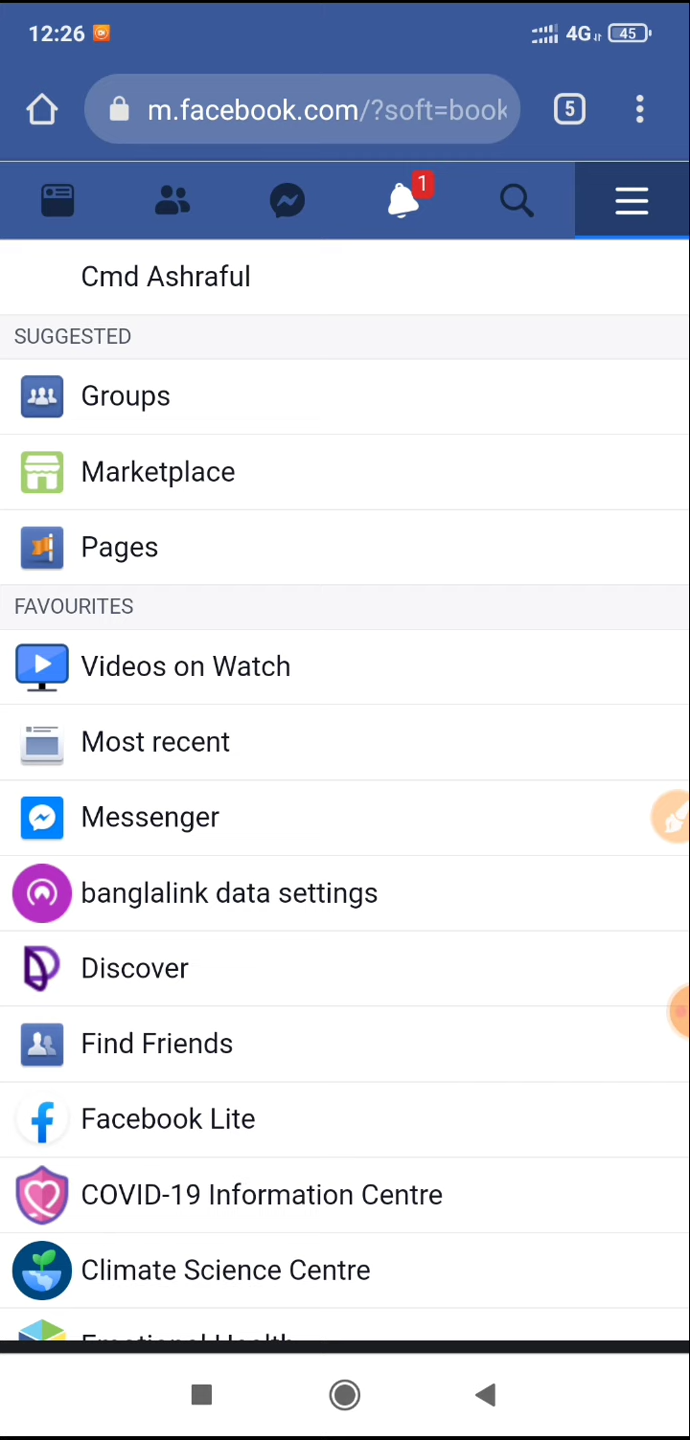 12:26
4G
45
m.facebook.com/?soft=book
5
1
Cmd Ashraful
SUGGESTED
Groups
Marketplace
Pages
FAVOURITES
Videos on Watch
Most recent
Messenger
banglalink data settings
Discover
Find Friends
Facebook Lite
COVID-19 Information Centre
Climate Science Centre
Emotional Health